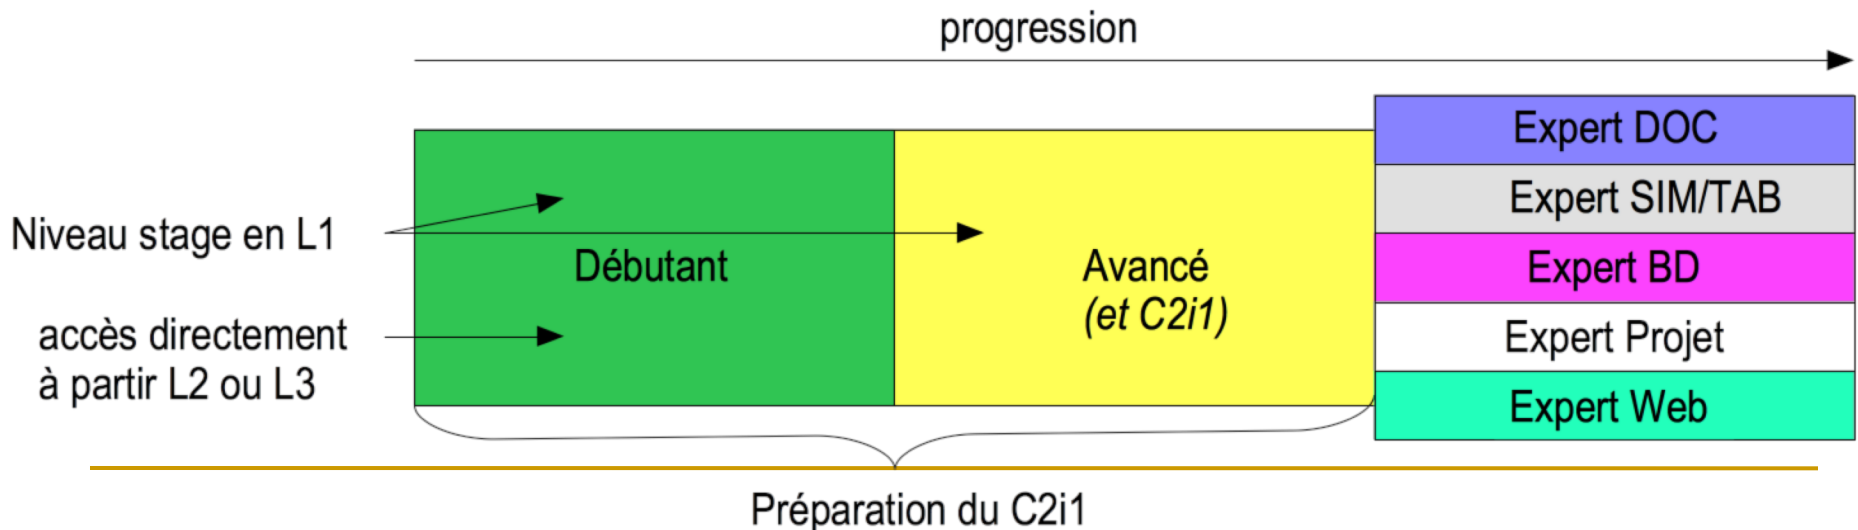 progression
Expert DOC
Expert SIM/TAB
Niveau stage en L1
Débutant
Avancé
(et C2i1)
Expert BD
accès directement
à partir L2 ou L3
Expert Projet
Expert Web
Préparation du C2i1